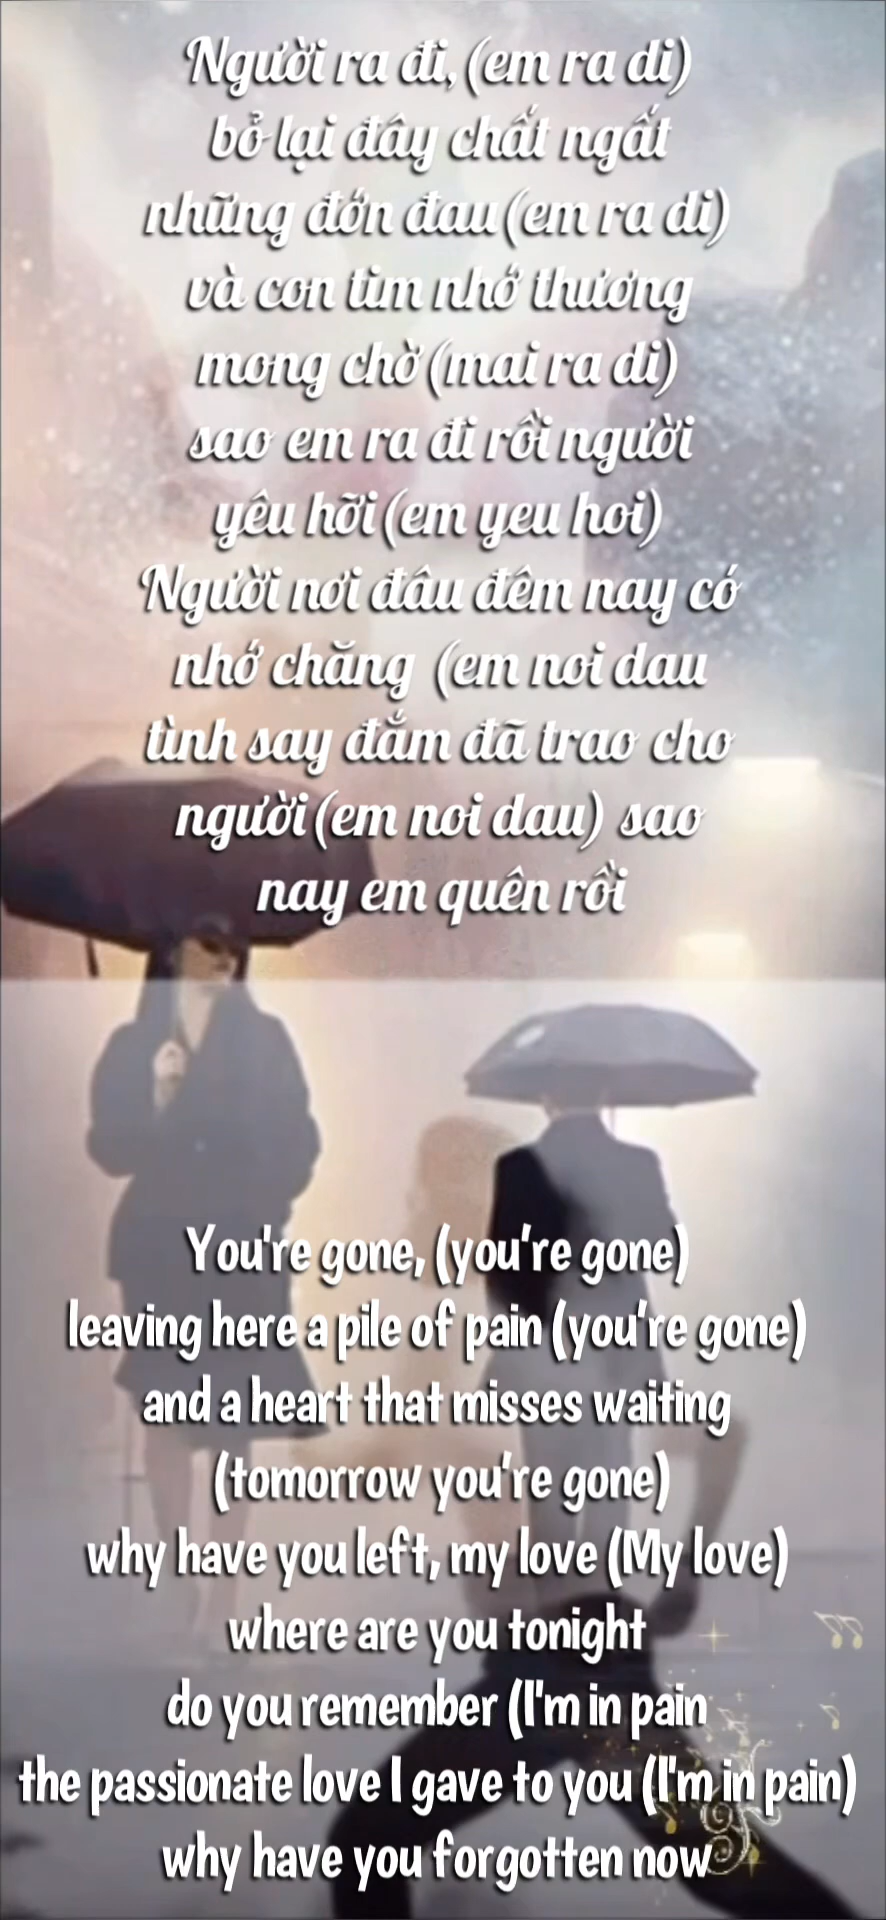 Người ra đi, (em ra di)
bỏ lại đây chất ngất
những đớn đau (em ra di)
và con tim nhớ thương
mong chờ (mai ra di)
sao em ra đi rồi người
yêu hỡi (em yeu hoi)
Người nơi đâu đêm nay có
nhớ chăng (em noi dau
tình say đắm đã trao cho
người (em noi dau) sao
nay em quên rồi
You're gone, (you're gone)
leaving here a pile of pain (you're gone)
and a heart that misses waiting
(tomorrow you're gone)
why have you left, my love (My love)
where are you tonight
do you remember (I'm in pain
the passionate love I gave to you (I'm in pain)
why have you forgotten now